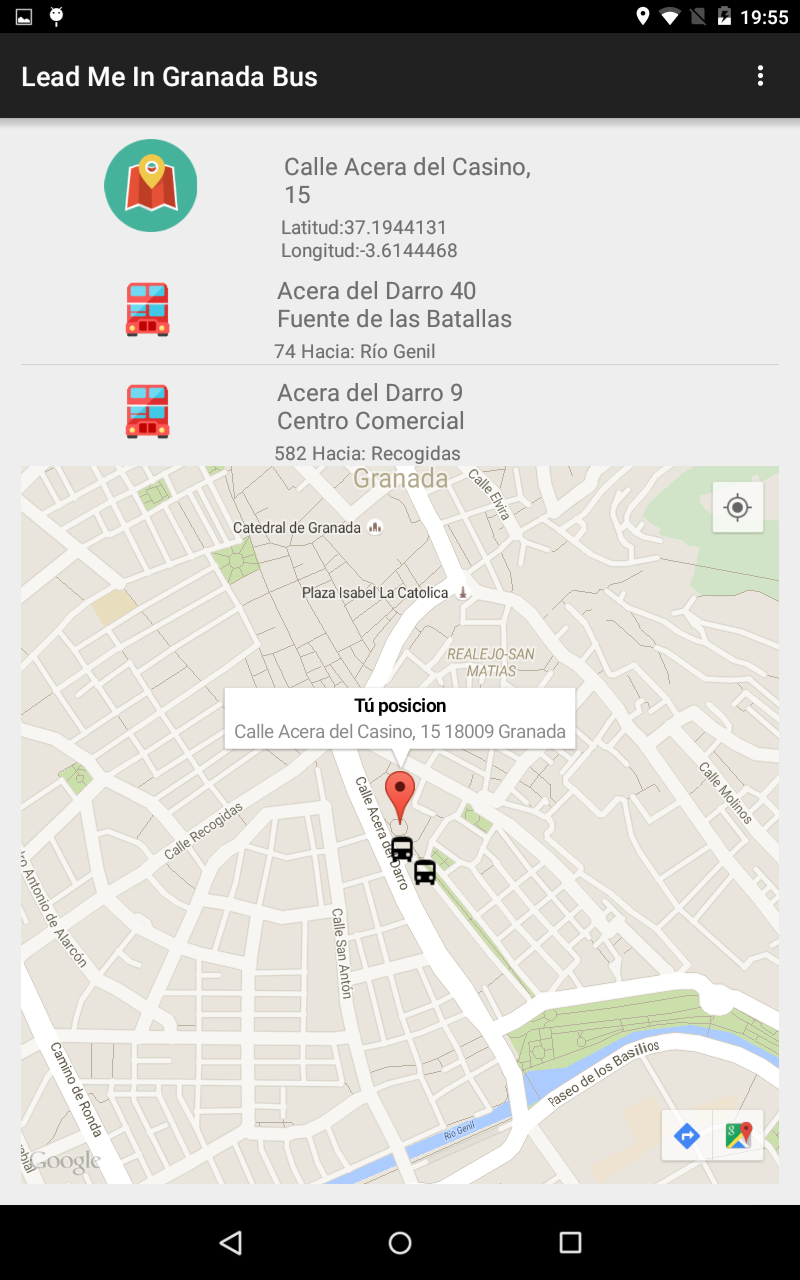 19:55
Lead Me In Granada Bus
Calle Acera del Casino,
15
Latitud:37.1944131
Longitud:-3.6144468
Acera del Darro 40
Fuente de las Batallas
74 Hacia: Río Genil
Acera del Darro 9
Centro Comercial
582 Hacia: Recogidas
Granada
Calle Elvira
Catedral de Granada
Plaza Isabel La Catolica
REALEJO-SAN
MATIAS
Tú posicion
Calle Acera del Casino, 15 18009 Granada
Calle Molinos
Calle Acera del Darro
Calle Recogidas
Antonio de Alarcón
Calle San Antón
Camino de Ronda
Paseo de los Basilios
Río Genil
Google